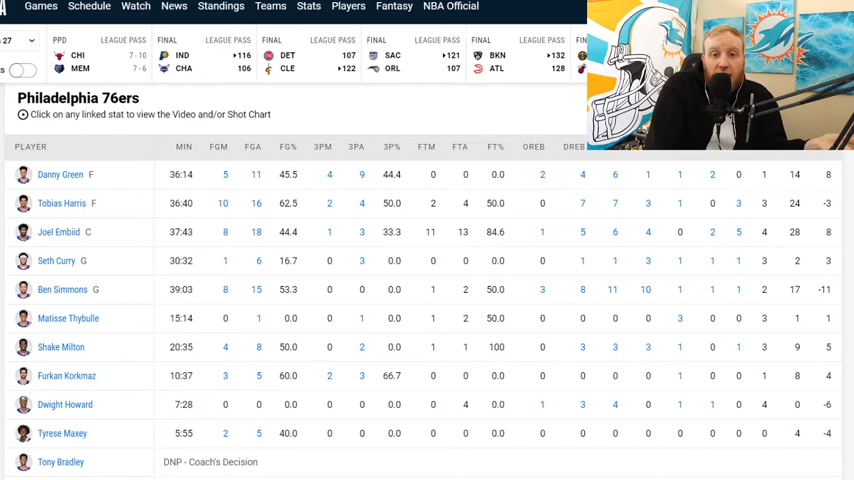 Games Schedule Watch News Standings Teams Stats Players Fantasy NBA Official
27
PPD LEAGUE PASS FINAL LEAGUE PASS FINAL LEAGUE PASS FINAL LEAGUE PASS FINAL LEAGUE PASS
CHI 7 - 10 IND 116 DET 107 SAC 121 BKN 132
MEM 7 - 6 CHA 106 CLE 122 ORL 107 ATL 128
Philadelphia 76ers
Click on any linked stat to view the Video and/or Shot Chart
PLAYER MIN FGM FGA FG% 3PM 3PA 3P% FTM FTA FT% OREB DREB
Danny Green F 36:14 5 11 45.5 4 9 44.4 0 0 0.0 2 4 6 1 1 2 0 1 14 8
Tobias Harris F 36:40 10 16 62.5 2 4 50.0 2 4 50.0 0 7 7 3 1 0 3 3 24 -3
Joel Embiid C 37:43 8 18 44.4 1 3 33.3 11 13 84.6 1 5 6 4 0 2 5 4 28 8
Seth Curry G 30:32 1 6 16.7 0 3 0.0 0 0 0.0 0 1 1 3 1 1 1 3 2 3
Ben Simmons G 39:03 8 15 53.3 0 0 0.0 1 2 50.0 3 8 11 10 1 1 1 2 17 -11
Matisse Thybulle 15:14 0 1 0.0 0 1 0.0 1 2 50.0 0 0 0 0 3 0 0 3 1 1
Shake Milton 20:35 4 8 50.0 0 2 0.0 1 1 100 0 3 3 3 1 0 1 3 9 5
Furkan Korkmaz 10:37 3 5 60.0 2 3 66.7 0 0 0.0 0 0 0 0 1 0 0 1 8 4
Dwight Howard 7:28 0 0 0.0 0 0 0.0 0 4 0.0 1 3 4 0 1 1 0 4 0 -6
Tyrese Maxey 5:55 2 5 40.0 0 0 0.0 0 0 0.0 0 0 0 0 0 0 0 0 4 -4
Tony Bradley DNP - Coach's Decision